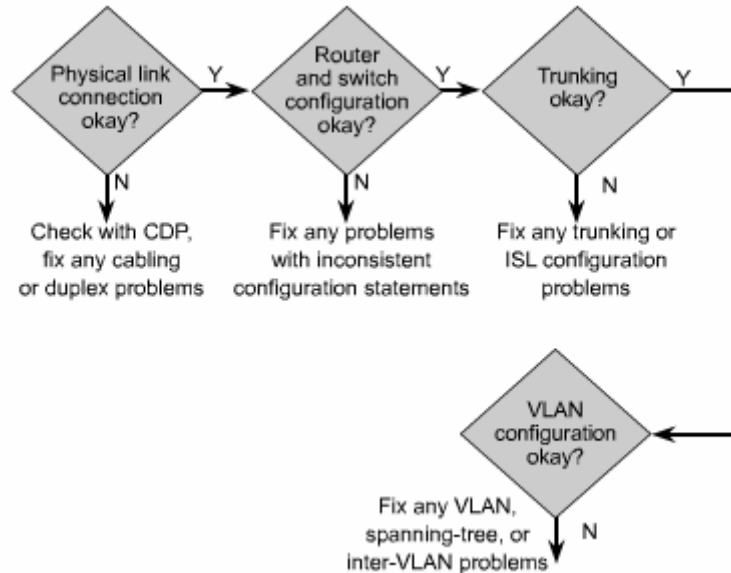 Physical link
connection
okay?
Y
N
Check with CDP,
fix any cabling
or duplex problems
Router
and switch
configuration
okay?
Y
N
Fix any problems
with inconsistent
configuration statements
Trunking
okay?
Y
N
Fix any trunking or
ISL configuration
problems
VLAN
configuration
okay?
N
Fix any VLAN,
spanning-tree, or
inter-VLAN problems